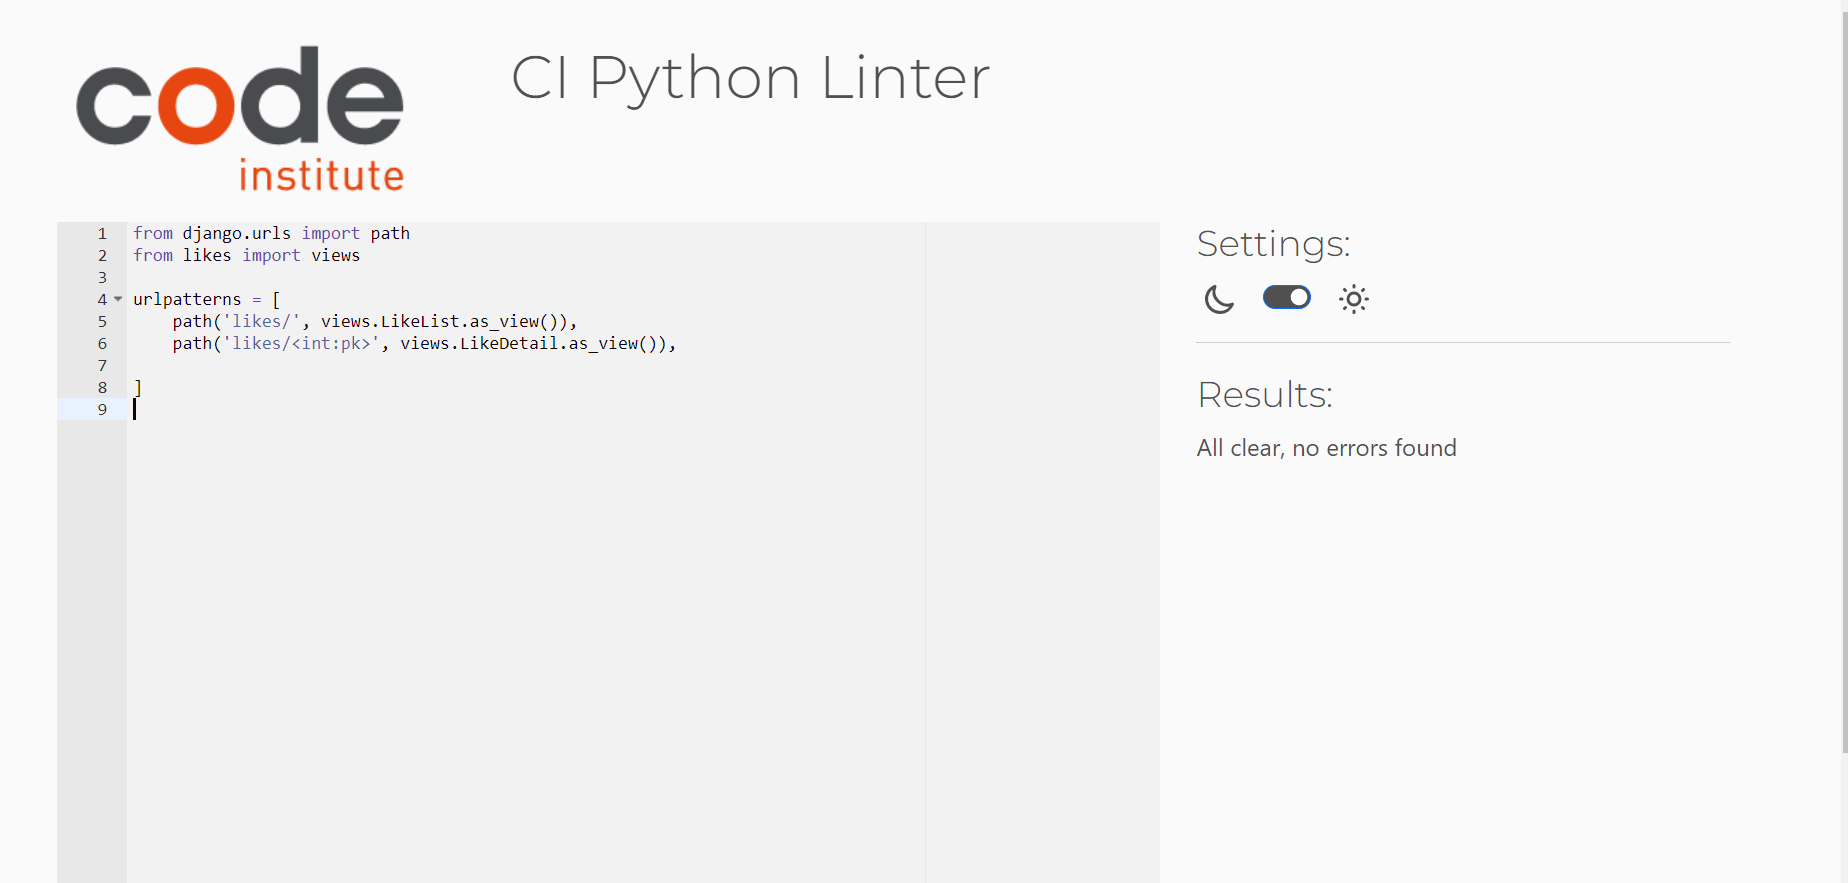 code
institute
CI Python Linter
1 from django.urls import path
2 from likes import views
3
4 urlpatterns = [
5     path('likes/', views.LikeList.as_view()),
6     path('likes/<int:pk>', views.LikeDetail.as_view()),
7
8 ]
9
Settings:
Results:
All clear, no errors found